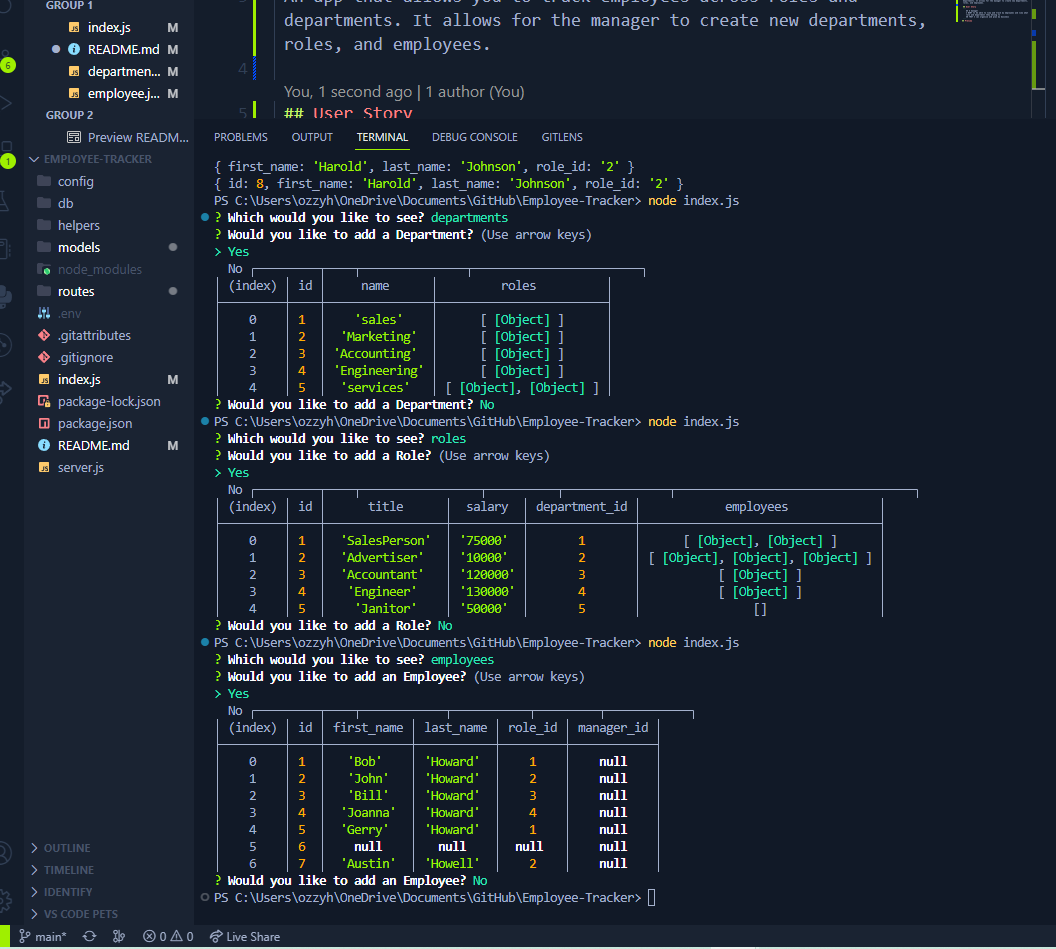 GROUP 1
index.js M
README.md M
departmen... M
employee.j... M
GROUP 2
Preview READM...
EMPLOYEE-TRACKER
config
db
helpers
models
node_modules
routes
.env
.gitattributes
.gitignore
index.js M
package-lock.json
package.json
README.md M
server.js
OUTLINE
TIMELINE
IDENTIFY
VS CODE PETS
6
1
departments. It allows for the manager to create new departments,
roles, and employees.
4
You, 1 second ago | 1 author (You)
5 ## User Story
PROBLEMS OUTPUT TERMINAL DEBUG CONSOLE GITLENS
{ first_name: 'Harold', last_name: 'Johnson', role_id: '2' }
{ id: 8, first_name: 'Harold', last_name: 'Johnson', role_id: '2' }
PS C:\Users\ozzyh\OneDrive\Documents\GitHub\Employee-Tracker> node index.js
? Which would you like to see? departments
? Would you like to add a Department? (Use arrow keys)
> Yes
No
(index) id name roles
0 1 'sales' [ [Object] ]
1 2 'Marketing' [ [Object] ]
2 3 'Accounting' [ [Object] ]
3 4 'Engineering' [ [Object] ]
4 5 'services' [ [Object], [Object] ]
? Would you like to add a Department? No
PS C:\Users\ozzyh\OneDrive\Documents\GitHub\Employee-Tracker> node index.js
? Which would you like to see? roles
? Would you like to add a Role? (Use arrow keys)
> Yes
No
(index) id title salary department_id employees
0 1 'SalesPerson' '75000' 1 [ [Object], [Object] ]
1 2 'Advertiser' '10000' 2 [ [Object], [Object], [Object] ]
2 3 'Accountant' '120000' 3 [ [Object] ]
3 4 'Engineer' '130000' 4 [ [Object] ]
4 5 'Janitor' '50000' 5 []
? Would you like to add a Role? No
PS C:\Users\ozzyh\OneDrive\Documents\GitHub\Employee-Tracker> node index.js
? Which would you like to see? employees
? Would you like to add an Employee? (Use arrow keys)
> Yes
No
(index) id first_name last_name role_id manager_id
0 1 'Bob' 'Howard' 1 null
1 2 'John' 'Howard' 2 null
2 3 'Bill' 'Howard' 3 null
3 4 'Joanna' 'Howard' 4 null
4 5 'Gerry' 'Howard' 1 null
5 6 null null null null
6 7 'Austin' 'Howell' 2 null
? Would you like to add an Employee? No
PS C:\Users\ozzyh\OneDrive\Documents\GitHub\Employee-Tracker>
main* 0 0 Live Share